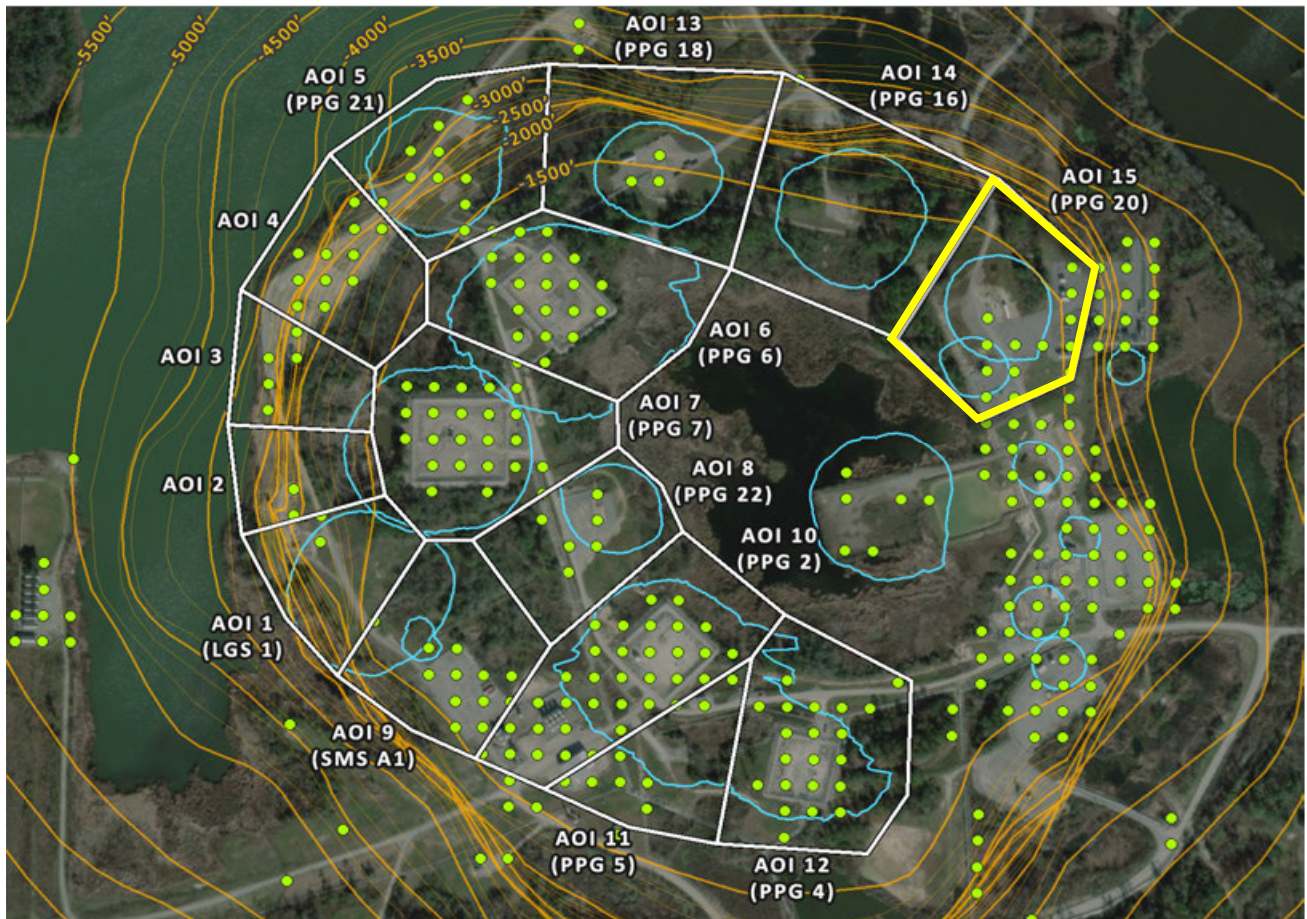 -5500'
-5000'
-4500'
-4000'
-3500'
-3000'
-2500'
-2000'
-1500'
AOI 13
(PPG 18)
AOI 5
(PPG 21)
AOI 14
(PPG 16)
AOI 15
(PPG 20)
AOI 4
AOI 3
AOI 6
(PPG 6)
AOI 7
(PPG 7)
AOI 2
AOI 8
(PPG 22)
AOI 10
(PPG 2)
AOI 1
(LGS 1)
AOI 9
(SMS A1)
AOI 11
(PPG 5)
AOI 12
(PPG 4)